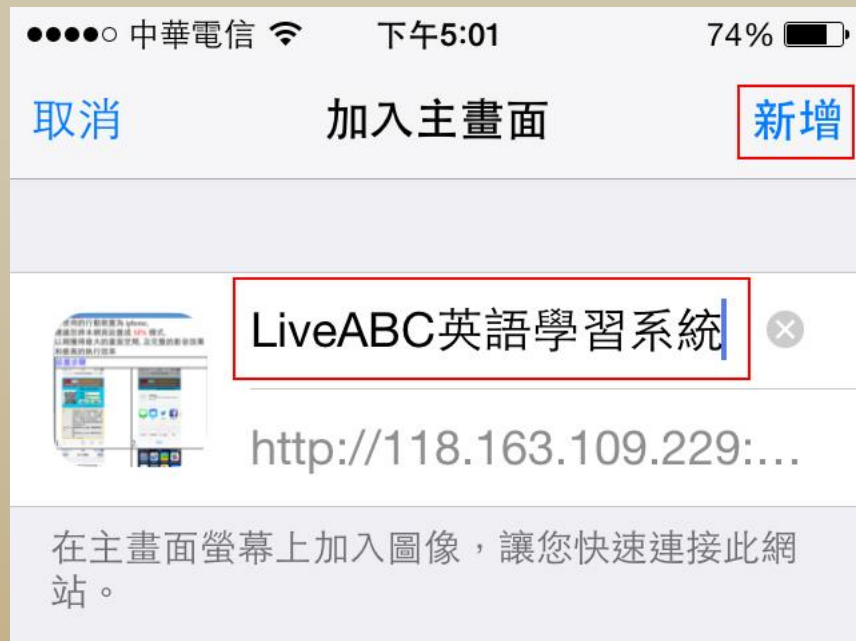 中華電信 下午5:01 74%
取消 加入主畫面 新增
LiveABC英語學習系統
http://118.163.109.229:...
在主畫面螢幕上加入圖像，讓您快速連接此網
站。